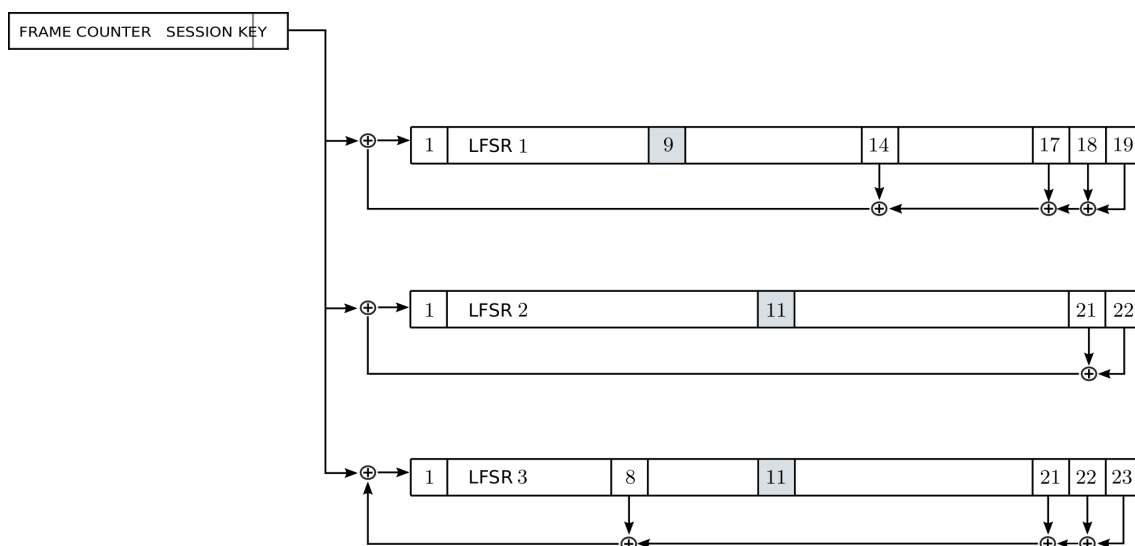 FRAME COUNTER SESSION KEY
1 LFSR 1 9 14 17 18 19
1 LFSR 2 11 21 22
1 LFSR 3 8 11 21 22 23